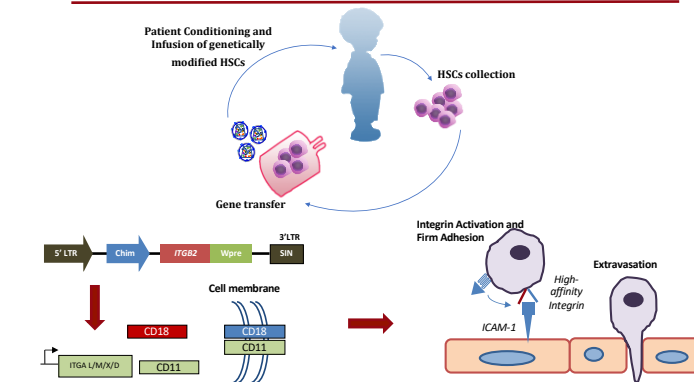 Patient Conditioning and
Infusion of genetically
modified HSCs
HSCs collection
Gene transfer
5' LTR
Chim
ITGB2
Wpre
3'LTR
SIN
Cell membrane
CD18
CD18
CD11
ITGA L/M/X/D
CD11
Integrin Activation and
Firm Adhesion
High-
affinity
Integrin
ICAM-1
Extravasation